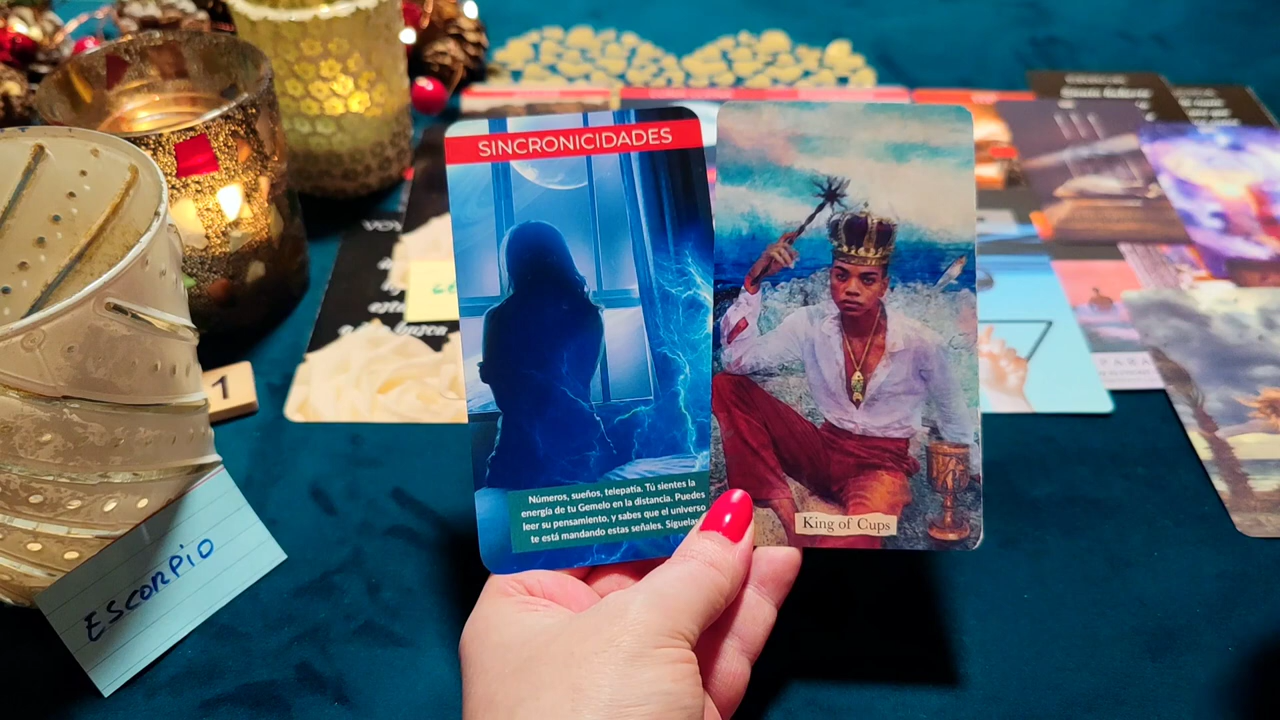 SINCRONICIDADES
Números, sueños, telepatía. Tú sientes la
energía de tu Gemelo en la distancia. Puedes
leer su pensamiento, y sabes que el universo
te está mandando estas señales. Síguelas
King of Cups
ESCORPIO
1